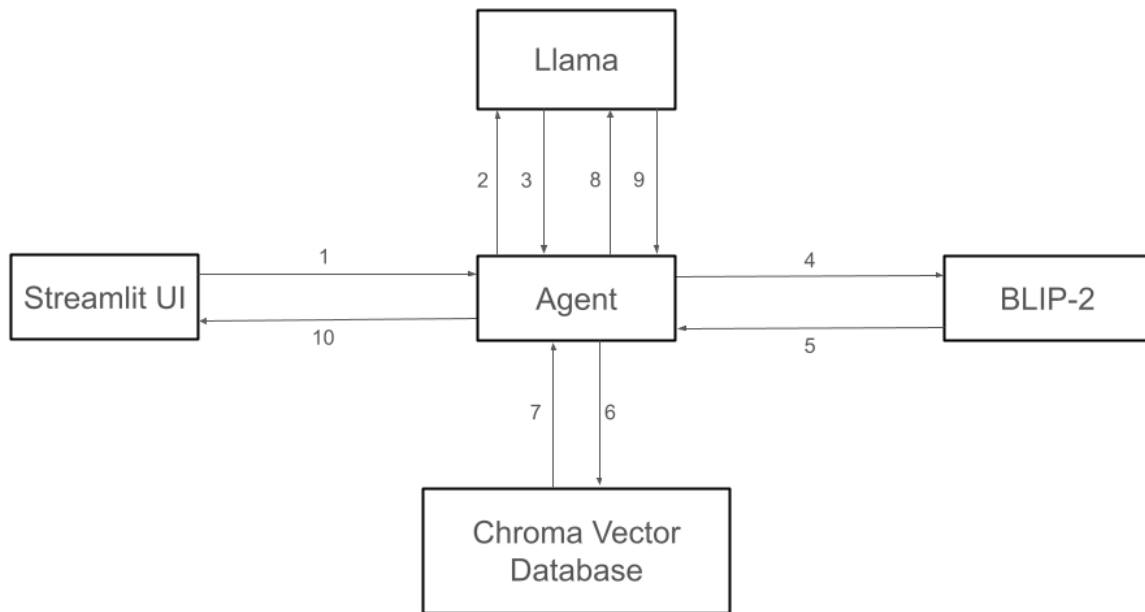 Llama
2
3
8
9
1
4
Streamlit UI
Agent
BLIP-2
10
5
7
6
Chroma Vector
Database